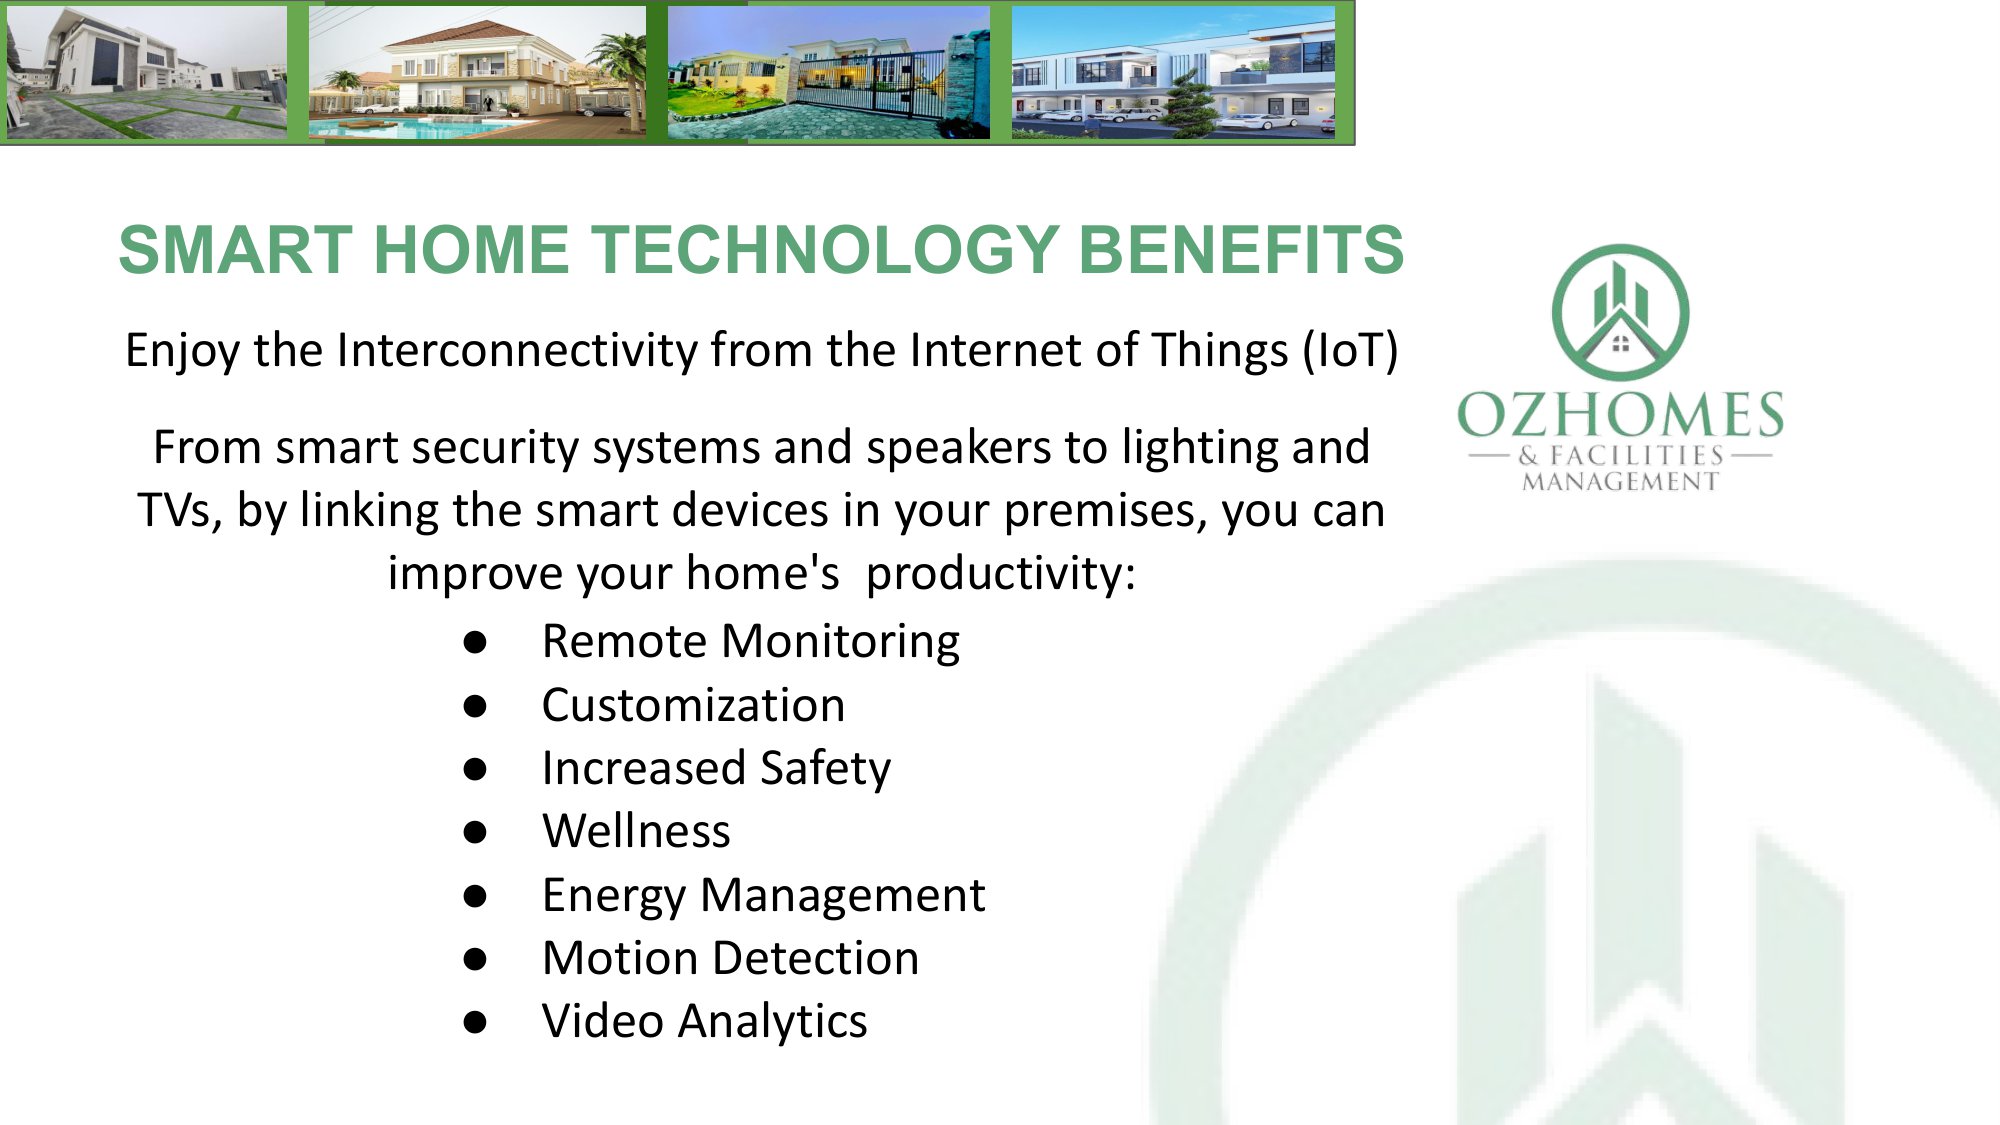 SMART HOME TECHNOLOGY BENEFITS
Enjoy the Interconnectivity from the Internet of Things (IoT)
From smart security systems and speakers to lighting and
TVs, by linking the smart devices in your premises, you can
improve your home's  productivity:
● Remote Monitoring
● Customization
● Increased Safety
● Wellness
● Energy Management
● Motion Detection
● Video Analytics
OZHOMES
& FACILITIES
MANAGEMENT